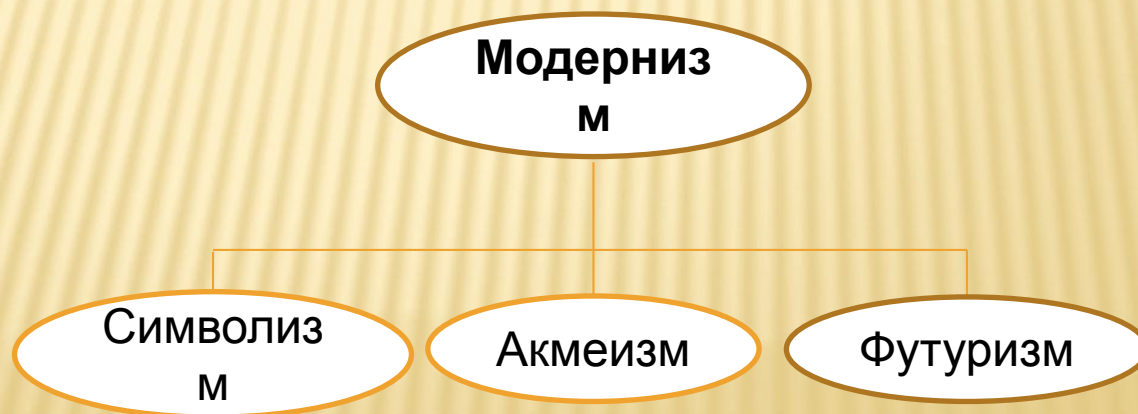 Модерниз
м
Символиз
м
Акмеизм
Футуризм